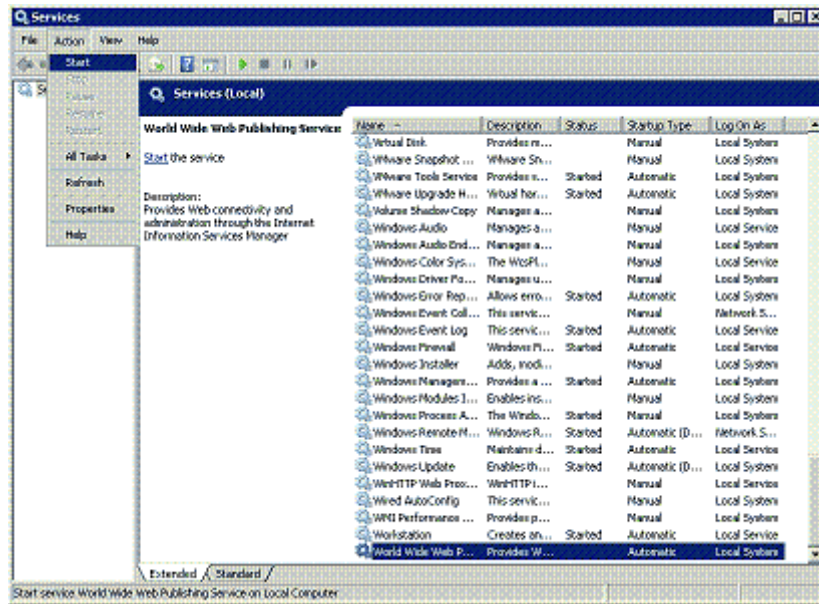 Services
File Action View Help
Start
Stop
Pause
Resume
Restart
All Tasks
Refresh
Properties
Help
Services (Local)
World Wide Web Publishing Service
Start the service
Description:
Provides Web connectivity and
administration through the Internet
Information Services Manager
Name Description Status Startup Type Log On As
Virtual Disk Provides m... Manual Local System
VMware Snapshot ... VMware Sn... Manual Local System
VMware Tools Service Provides s... Started Automatic Local System
VMware Upgrade H... Virtual har... Started Automatic Local System
Volume Shadow Copy Manages a... Manual Local System
Windows Audio Manages a... Manual Local Service
Windows Audio End... Manages a... Manual Local System
Windows Color Sys... The WcsPl... Manual Local Service
Windows Driver Fo... Manages u... Manual Local System
Windows Error Rep... Allows erro... Started Automatic Local System
Windows Event Coll... This servic... Manual Network S...
Windows Event Log This servic... Started Automatic Local Service
Windows Firewall Windows Fi... Started Automatic Local Service
Windows Installer Adds, modi... Manual Local System
Windows Managem... Provides a ... Started Automatic Local System
Windows Modules I... Enables ins... Manual Local System
Windows Process A... The Windo... Started Manual Local System
Windows Remote M... Windows R... Started Automatic (D... Network S...
Windows Time Maintains d... Started Automatic Local Service
Windows Update Enables th... Started Automatic (D... Local System
WinHTTP Web Prox... WinHTTP i... Manual Local Service
Wired AutoConfig This servic... Manual Local System
WMI Performance ... Provides p... Manual Local System
Workstation Creates an... Started Automatic Local Service
World Wide Web P... Provides W... Automatic Local System
Extended Standard
Start service World Wide Web Publishing Service on Local Computer